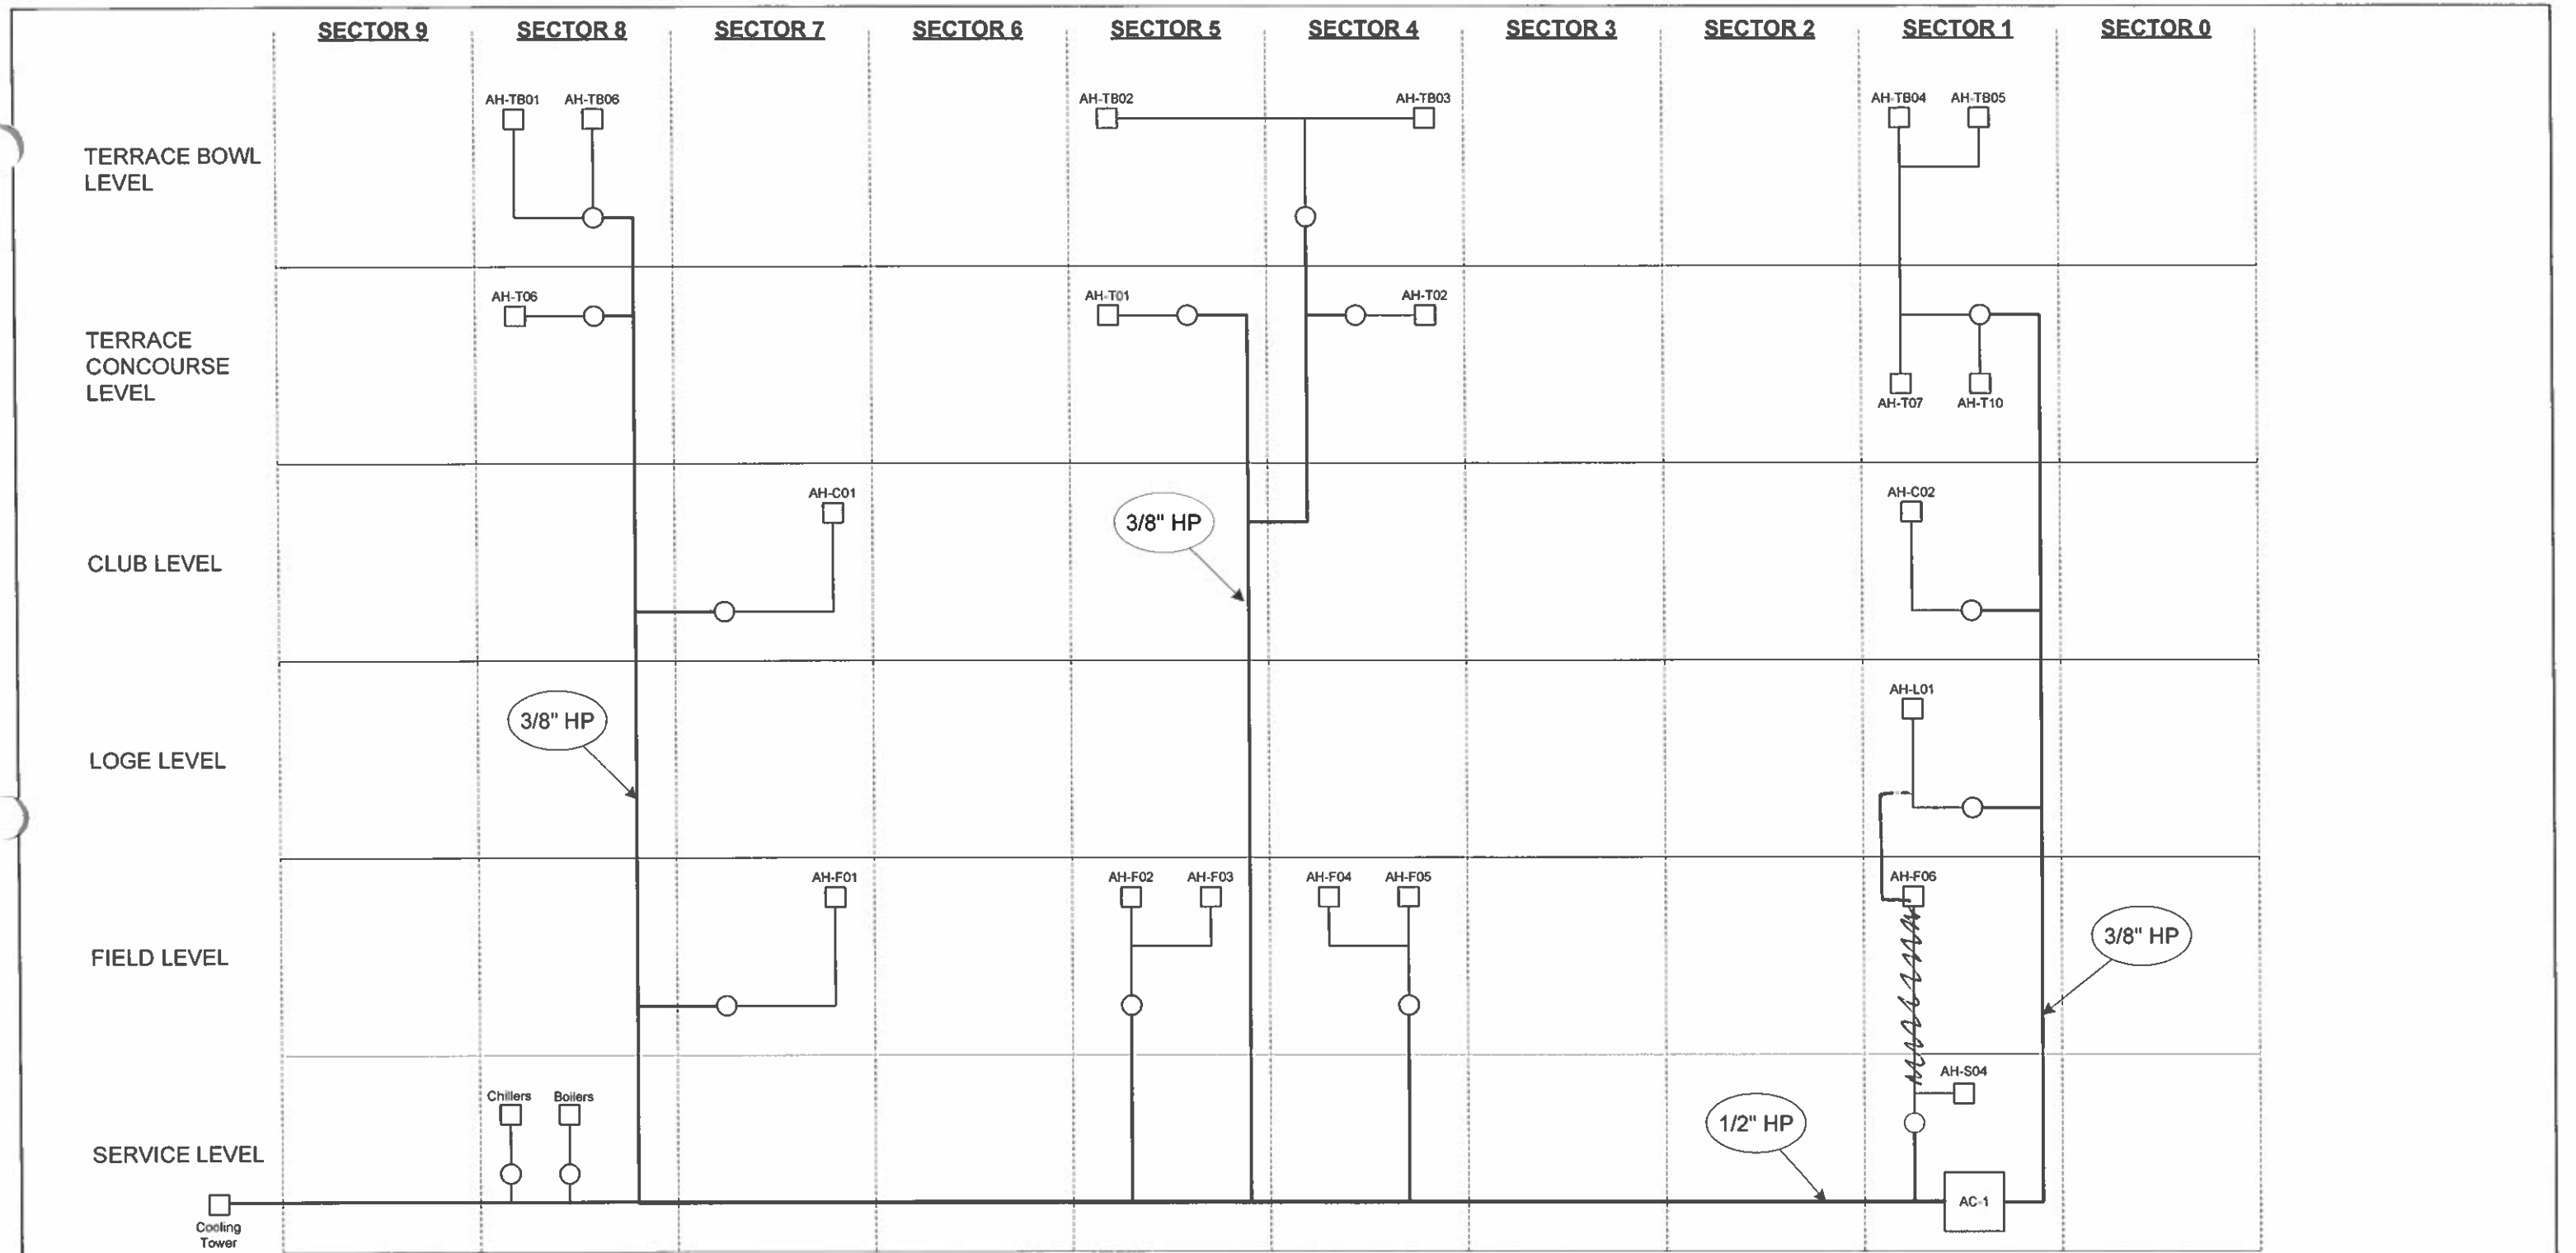 SECTOR 9 SECTOR 8 SECTOR 7 SECTOR 6 SECTOR 5 SECTOR 4 SECTOR 3 SECTOR 2 SECTOR 1 SECTOR 0
AH-TB01 AH-TB06 AH-TB02 AH-TB03 AH-TB04 AH-TB05
TERRACE BOWL
LEVEL
AH-T06 AH-T01 AH-T02
TERRACE
CONCOURSE
LEVEL
AH-T07 AH-T10
AH-C01 AH-C02
3/8" HP
CLUB LEVEL
AH-L01
3/8" HP
LOGE LEVEL
AH-F01 AH-F02 AH-F03 AH-F04 AH-F05 AH-F06
3/8" HP
FIELD LEVEL
AH-S04
Chillers Boilers
1/2" HP
SERVICE LEVEL
AC-1
Cooling
Tower